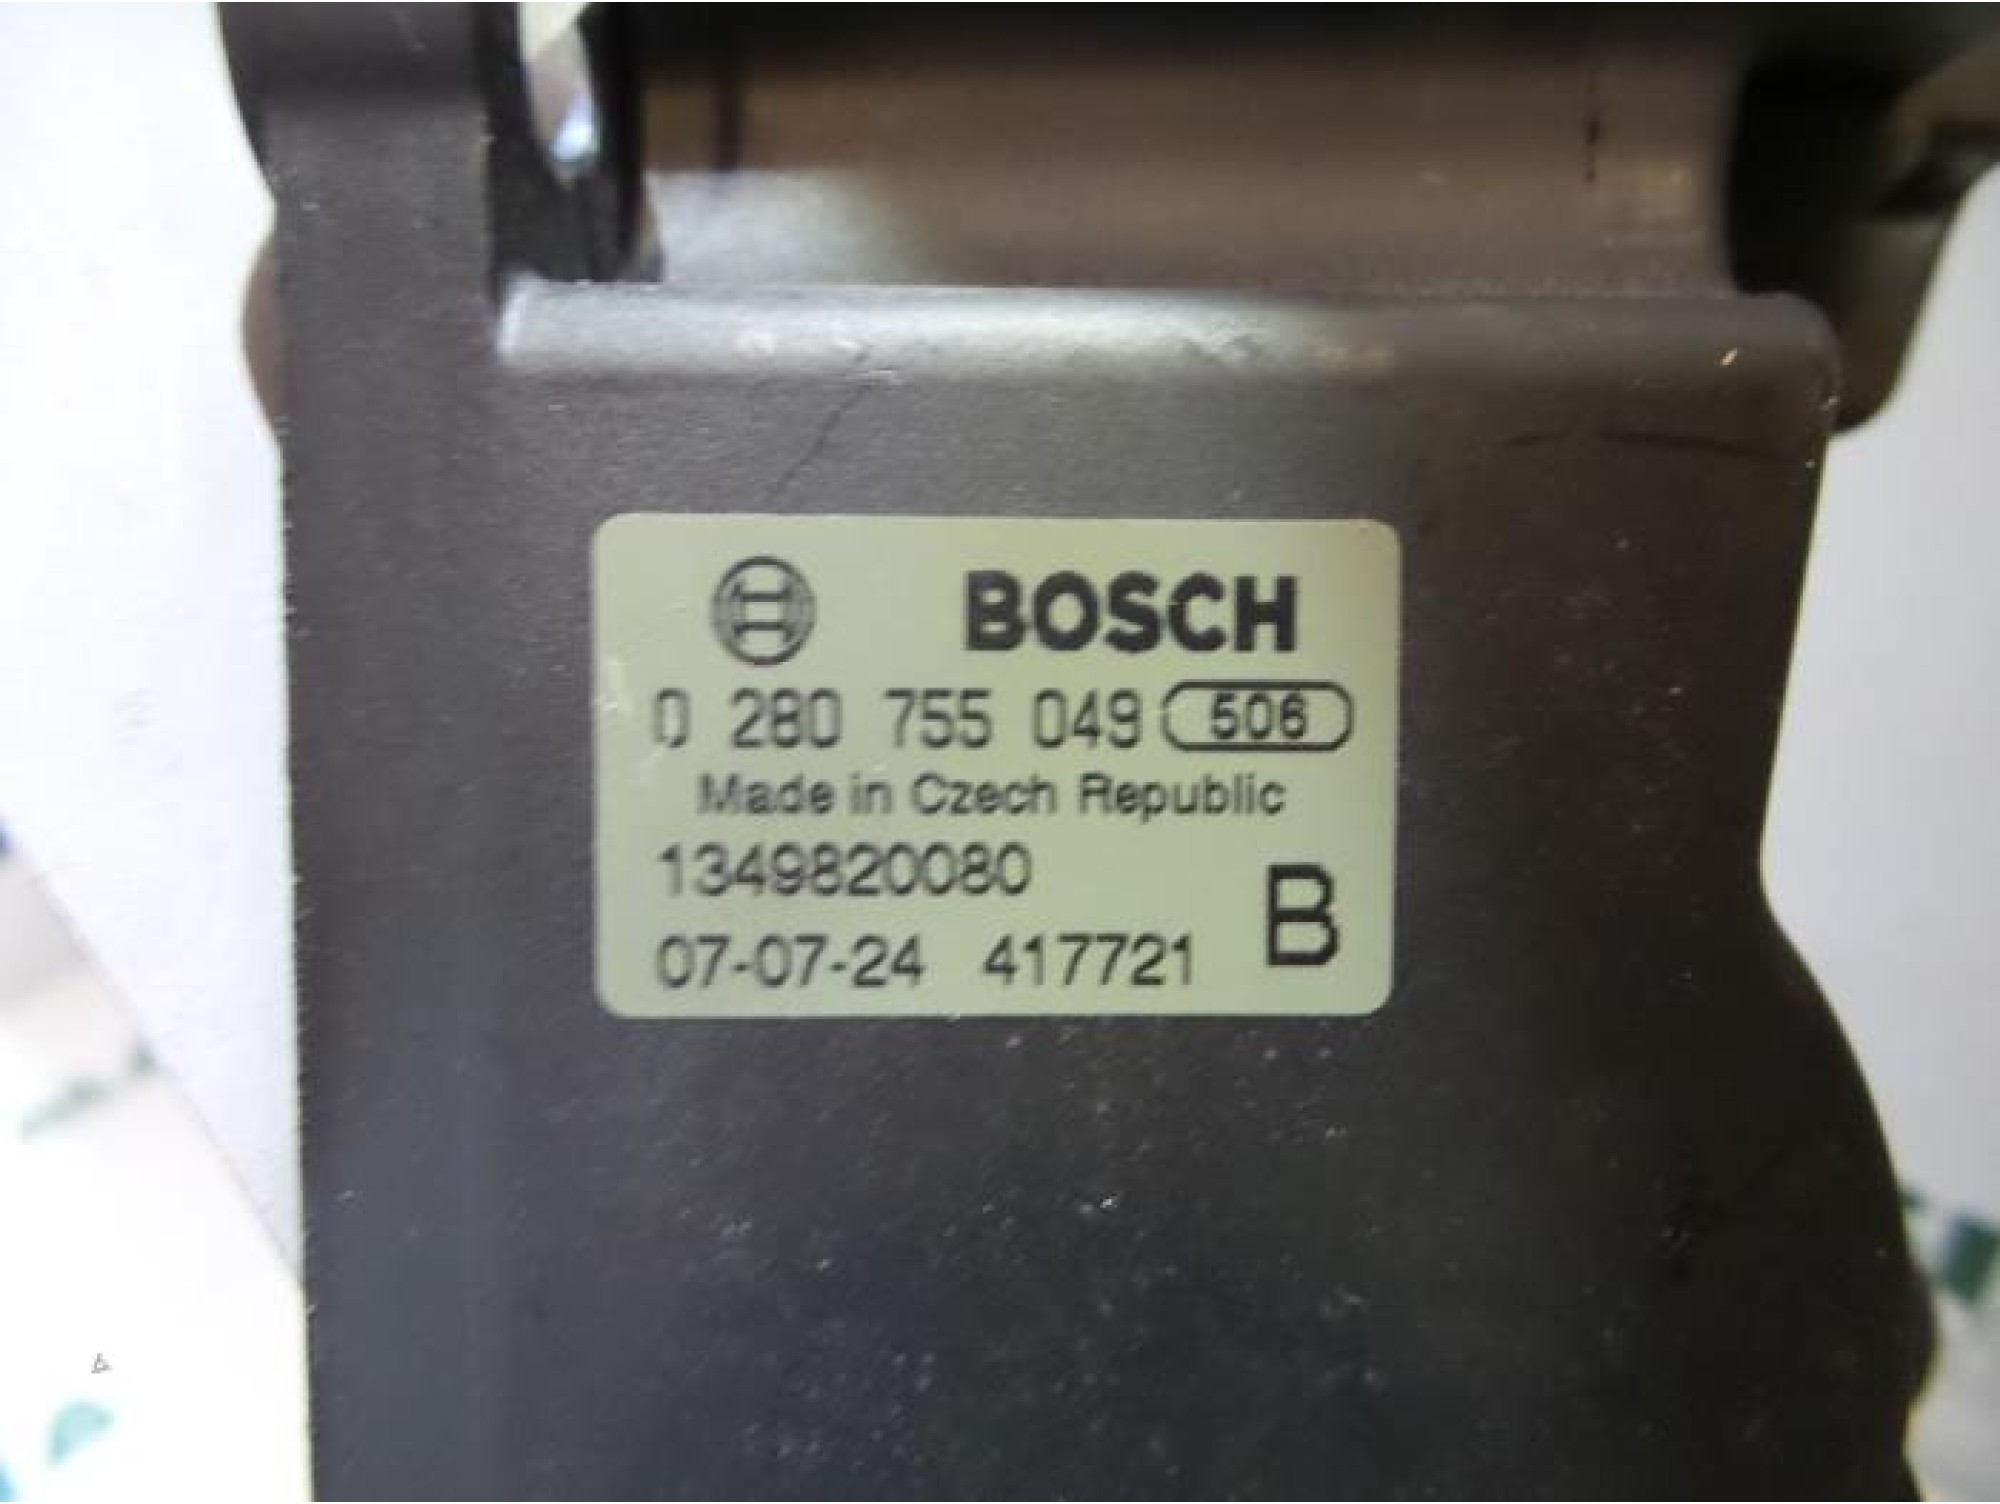 BOSCH
0 280 755 049 506
Made in Czech Republic
1349820080
07-07-24 417721 B